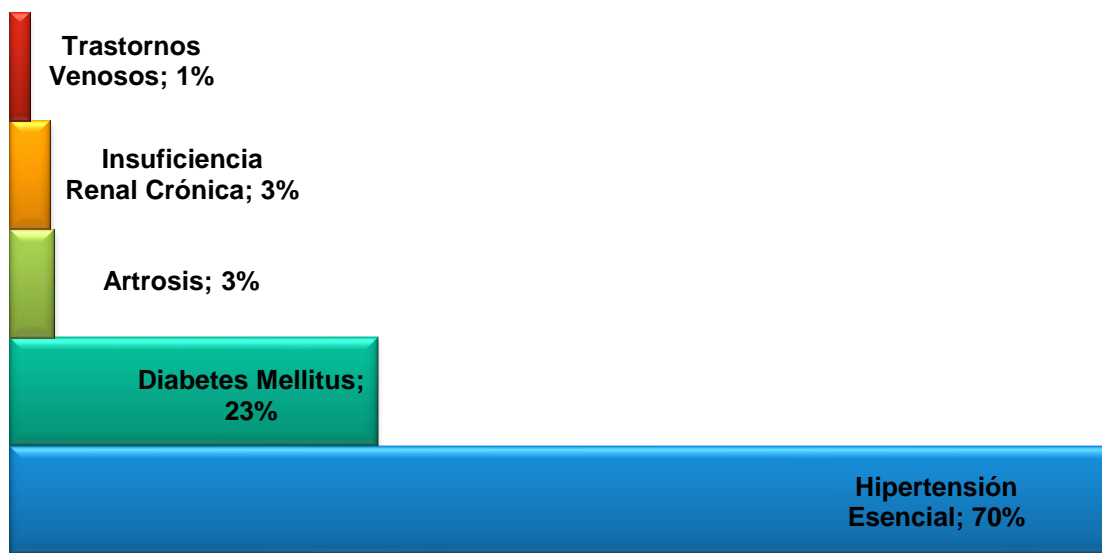 Trastornos
Venosos; 1%
Insuficiencia
Renal Crónica; 3%
Artrosis; 3%
Diabetes Mellitus;
23%
Hipertensión
Esencial; 70%